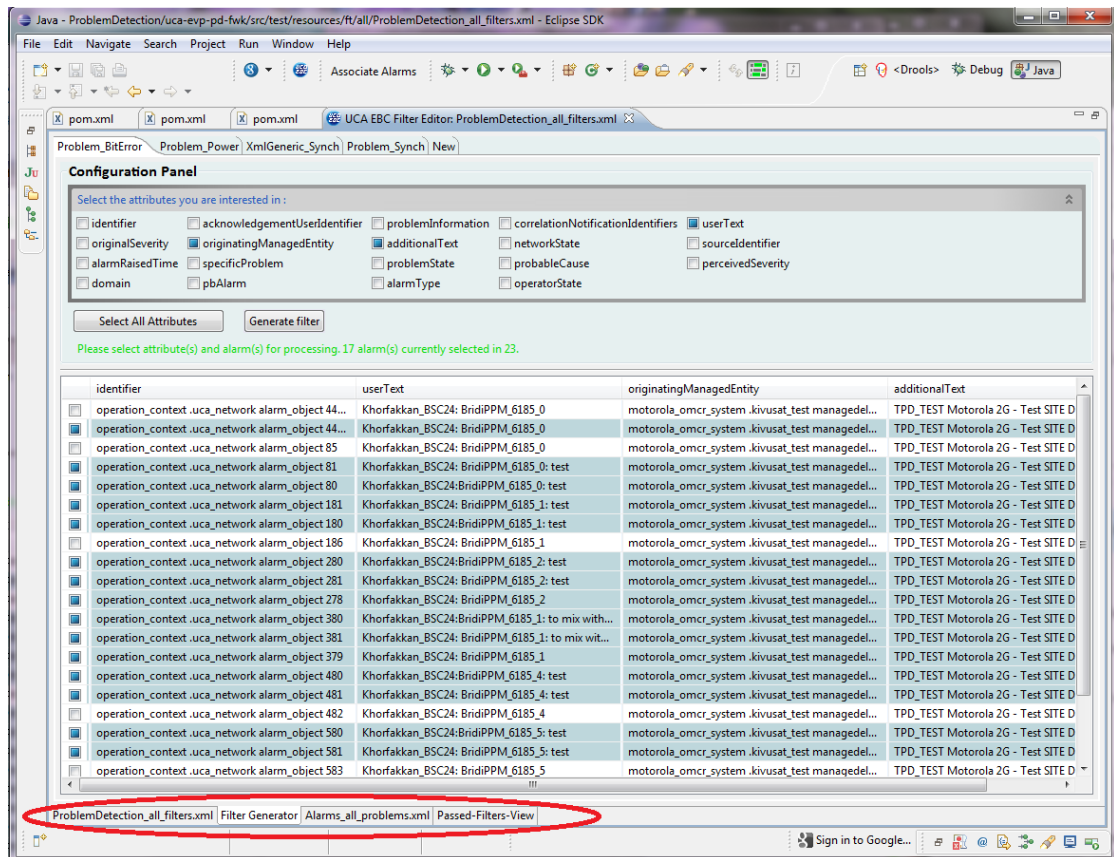 Java - ProblemDetection/uca-evp-pd-fwk/src/test/resources/ft/all/ProblemDetection_all_filters.xml - Eclipse SDK
File Edit Navigate Search Project Run Window Help
Associate Alarms <Drools> Debug Java
pom.xml pom.xml pom.xml UCA EBC Filter Editor: ProblemDetection_all_filters.xml
Problem_BitError Problem_Power XmlGeneric_Synch Problem_Synch New
Configuration Panel
Select the attributes you are interested in :
identifier acknowledgementUserIdentifier problemInformation correlationNotificationIdentifiers userText
originalSeverity originatingManagedEntity additionalText networkState sourceIdentifier
alarmRaisedTime specificProblem problemState probableCause perceivedSeverity
domain pbAlarm alarmType operatorState
Select All Attributes Generate filter
Please select attribute(s) and alarm(s) for processing. 17 alarm(s) currently selected in 23.
identifier userText originatingManagedEntity additionalText
operation_context .uca_network alarm_object 44... Khorfakkan_BSC24: BridiPPM_6185_0 motorola_omcr_system .kivusat_test managedel... TPD_TEST Motorola 2G - Test SITE D
operation_context .uca_network alarm_object 44... Khorfakkan_BSC24: BridiPPM_6185_0 motorola_omcr_system .kivusat_test managedel... TPD_TEST Motorola 2G - Test SITE D
operation_context .uca_network alarm_object 85 Khorfakkan_BSC24: BridiPPM_6185_0 motorola_omcr_system .kivusat_test managedel... TPD_TEST Motorola 2G - Test SITE D
operation_context .uca_network alarm_object 81 Khorfakkan_BSC24: BridiPPM_6185_0: test motorola_omcr_system .kivusat_test managedel... TPD_TEST Motorola 2G - Test SITE D
operation_context .uca_network alarm_object 80 Khorfakkan_BSC24:BridiPPM_6185_0: test motorola_omcr_system .kivusat_test managedel... TPD_TEST Motorola 2G - Test SITE D
operation_context .uca_network alarm_object 181 Khorfakkan_BSC24: BridiPPM_6185_1: test motorola_omcr_system .kivusat_test managedel... TPD_TEST Motorola 2G - Test SITE D
operation_context .uca_network alarm_object 180 Khorfakkan_BSC24:BridiPPM_6185_1: test motorola_omcr_system .kivusat_test managedel... TPD_TEST Motorola 2G - Test SITE D
operation_context .uca_network alarm_object 186 Khorfakkan_BSC24: BridiPPM_6185_1 motorola_omcr_system .kivusat_test managedel... TPD_TEST Motorola 2G - Test SITE D
operation_context .uca_network alarm_object 280 Khorfakkan_BSC24:BridiPPM_6185_2: test motorola_omcr_system .kivusat_test managedel... TPD_TEST Motorola 2G - Test SITE D
operation_context .uca_network alarm_object 281 Khorfakkan_BSC24: BridiPPM_6185_2: test motorola_omcr_system .kivusat_test managedel... TPD_TEST Motorola 2G - Test SITE D
operation_context .uca_network alarm_object 278 Khorfakkan_BSC24: BridiPPM_6185_2 motorola_omcr_system .kivusat_test managedel... TPD_TEST Motorola 2G - Test SITE D
operation_context .uca_network alarm_object 380 Khorfakkan_BSC24:BridiPPM_6185_1: to mix with... motorola_omcr_system .kivusat_test managedel... TPD_TEST Motorola 2G - Test SITE D
operation_context .uca_network alarm_object 381 Khorfakkan_BSC24: BridiPPM_6185_1: to mix wit... motorola_omcr_system .kivusat_test managedel... TPD_TEST Motorola 2G - Test SITE D
operation_context .uca_network alarm_object 379 Khorfakkan_BSC24: BridiPPM_6185_1 motorola_omcr_system .kivusat_test managedel... TPD_TEST Motorola 2G - Test SITE D
operation_context .uca_network alarm_object 480 Khorfakkan_BSC24:BridiPPM_6185_4: test motorola_omcr_system .kivusat_test managedel... TPD_TEST Motorola 2G - Test SITE D
operation_context .uca_network alarm_object 481 Khorfakkan_BSC24: BridiPPM_6185_4: test motorola_omcr_system .kivusat_test managedel... TPD_TEST Motorola 2G - Test SITE D
operation_context .uca_network alarm_object 482 Khorfakkan_BSC24: BridiPPM_6185_4 motorola_omcr_system .kivusat_test managedel... TPD_TEST Motorola 2G - Test SITE D
operation_context .uca_network alarm_object 580 Khorfakkan_BSC24:BridiPPM_6185_5: test motorola_omcr_system .kivusat_test managedel... TPD_TEST Motorola 2G - Test SITE D
operation_context .uca_network alarm_object 581 Khorfakkan_BSC24: BridiPPM_6185_5: test motorola_omcr_system .kivusat_test managedel... TPD_TEST Motorola 2G - Test SITE D
operation_context .uca_network alarm_object 583 Khorfakkan_BSC24: BridiPPM_6185_5 motorola_omcr_system .kivusat_test managedel... TPD_TEST Motorola 2G - Test SITE D
ProblemDetection_all_filters.xml Filter Generator Alarms_all_problems.xml Passed-Filters-View
Sign in to Google...